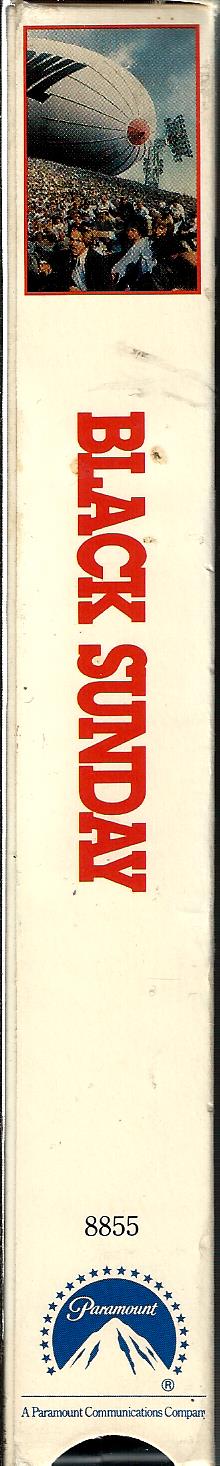 BLACK SUNDAY
8855
Paramount
®
A Paramount Communications Company